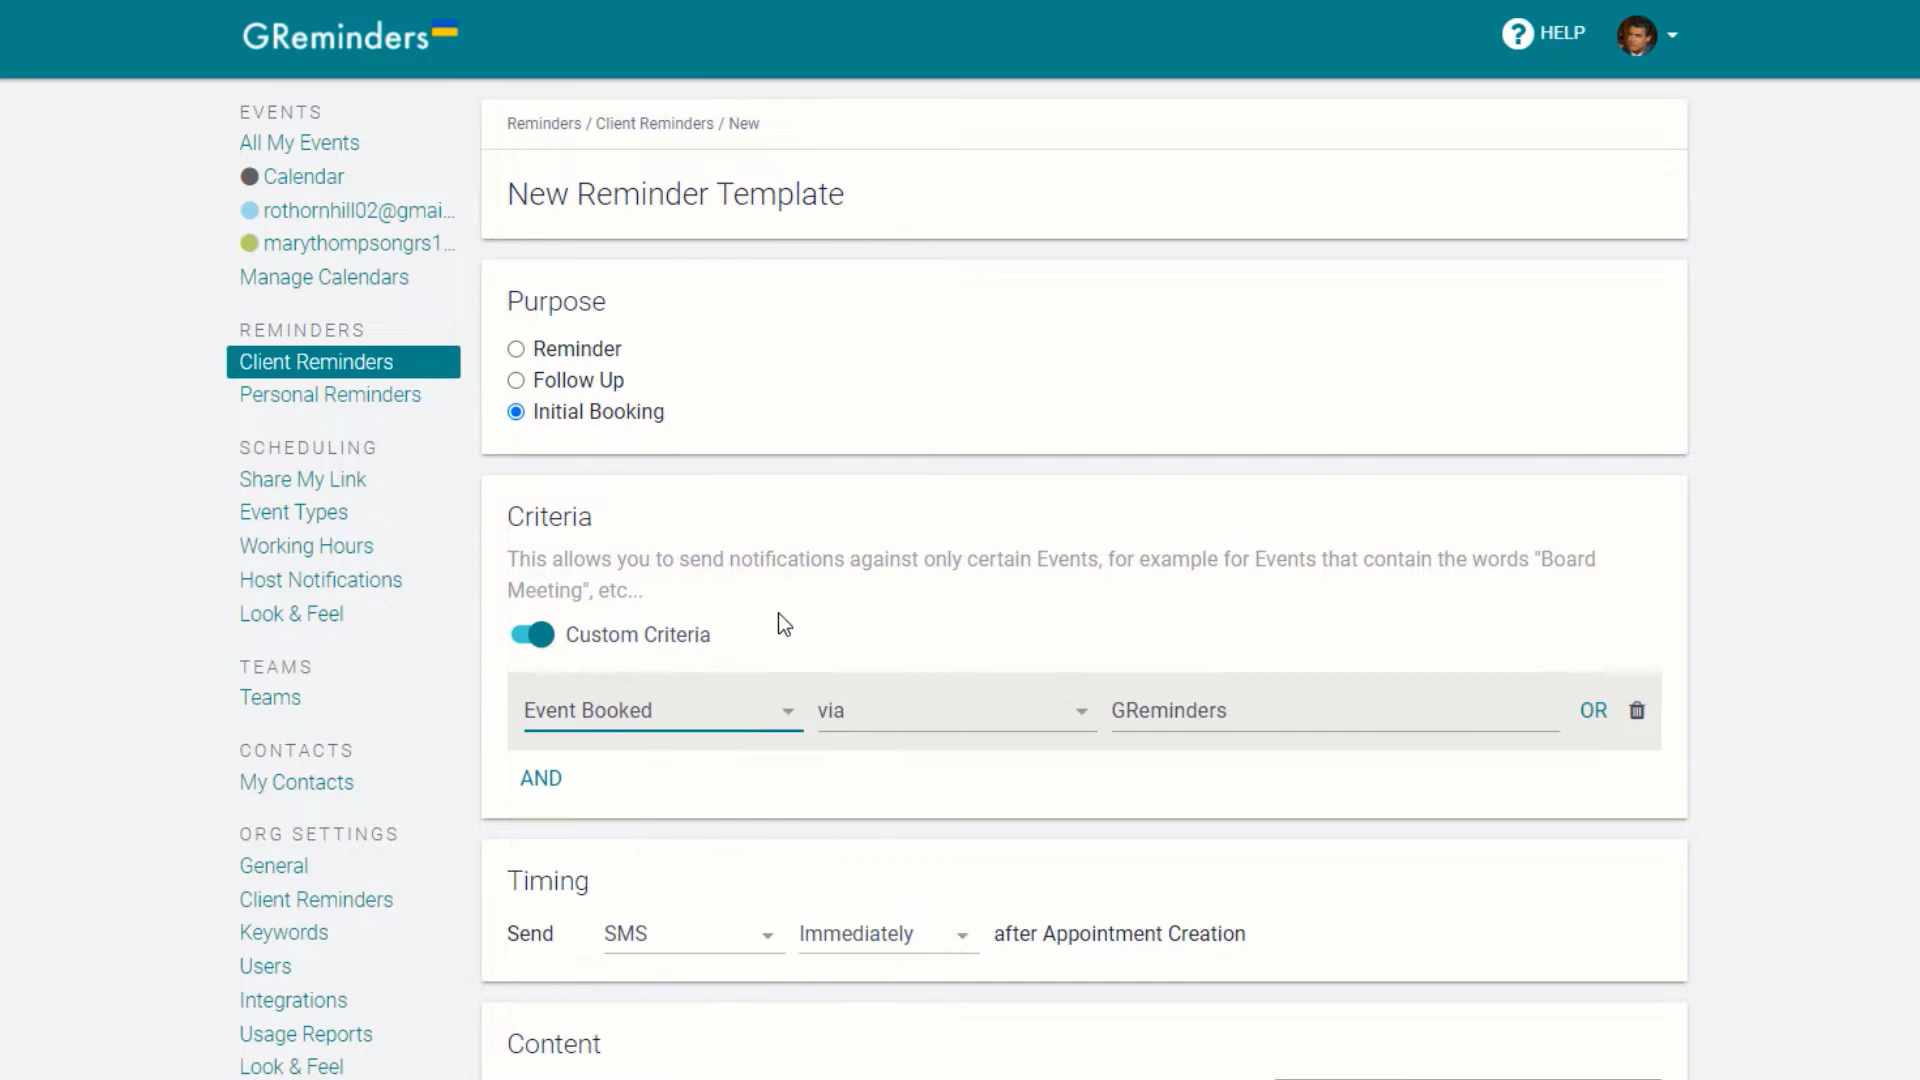 GReminders
? HELP
EVENTS
All My Events
Calendar
rothornhill02@gmai...
marythompsongrs1...
Manage Calendars
REMINDERS
Client Reminders
Personal Reminders
SCHEDULING
Share My Link
Event Types
Working Hours
Host Notifications
Look & Feel
TEAMS
Teams
CONTACTS
My Contacts
ORG SETTINGS
General
Client Reminders
Keywords
Users
Integrations
Usage Reports
Look & Feel
Reminders / Client Reminders / New
New Reminder Template
Purpose
Reminder
Follow Up
Initial Booking
Criteria
This allows you to send notifications against only certain Events, for example for Events that contain the words "Board
Meeting", etc...
Custom Criteria
Event Booked via GReminders OR
AND
Timing
Send SMS Immediately after Appointment Creation
Content